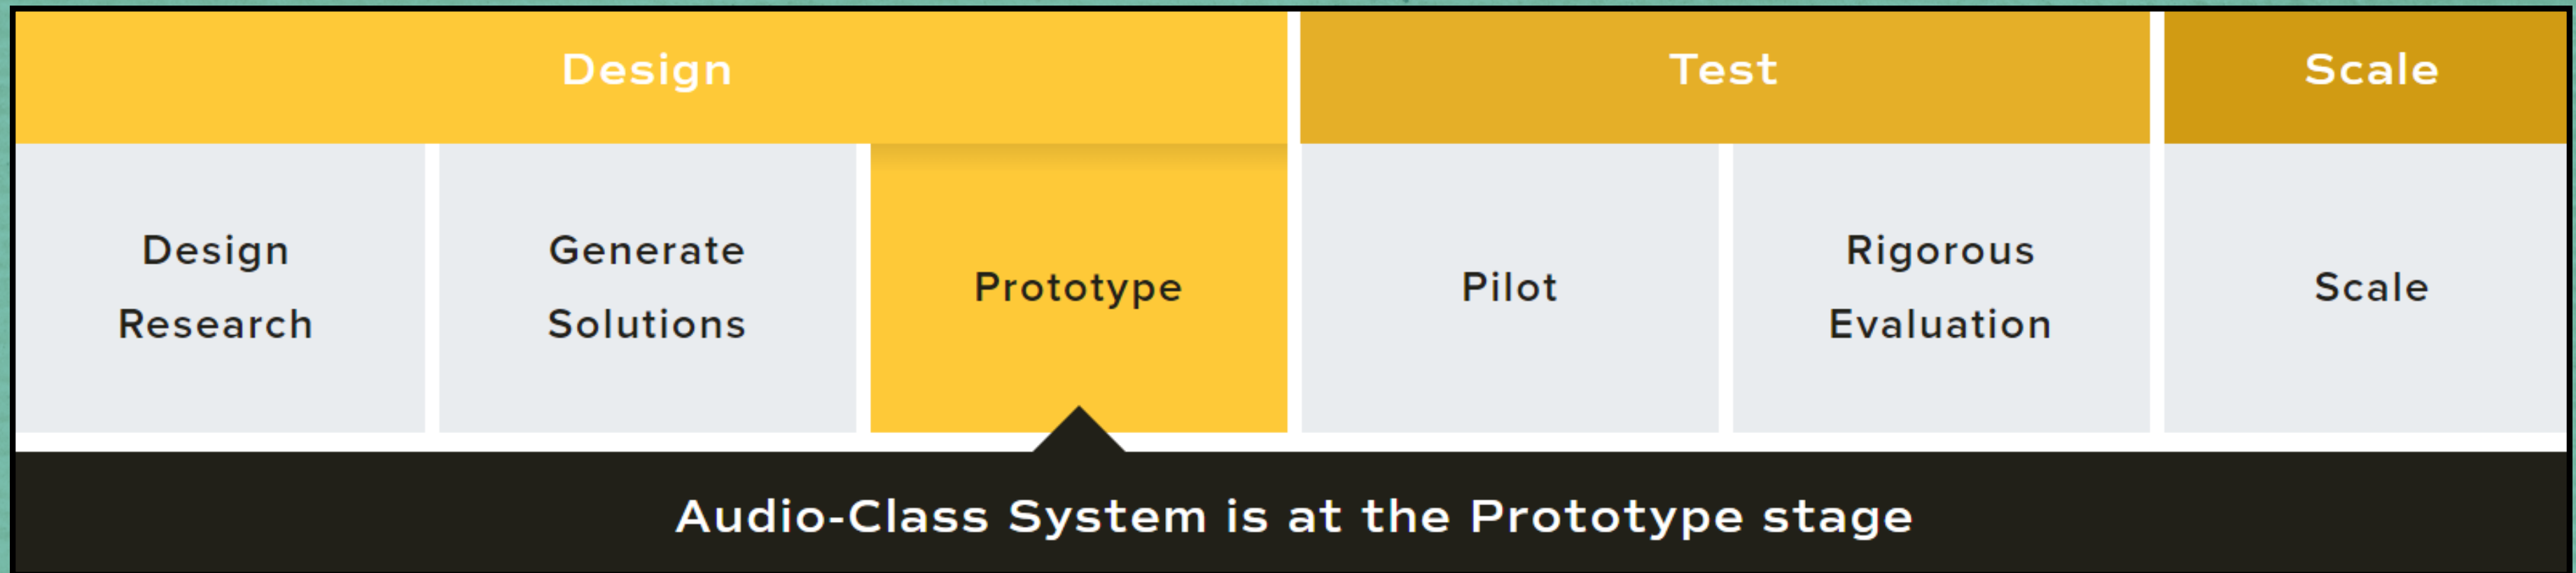 Design
Test
Scale
Design
Research
Generate
Solutions
Prototype
Pilot
Rigorous
Evaluation
Scale
Audio-Class System is at the Prototype stage